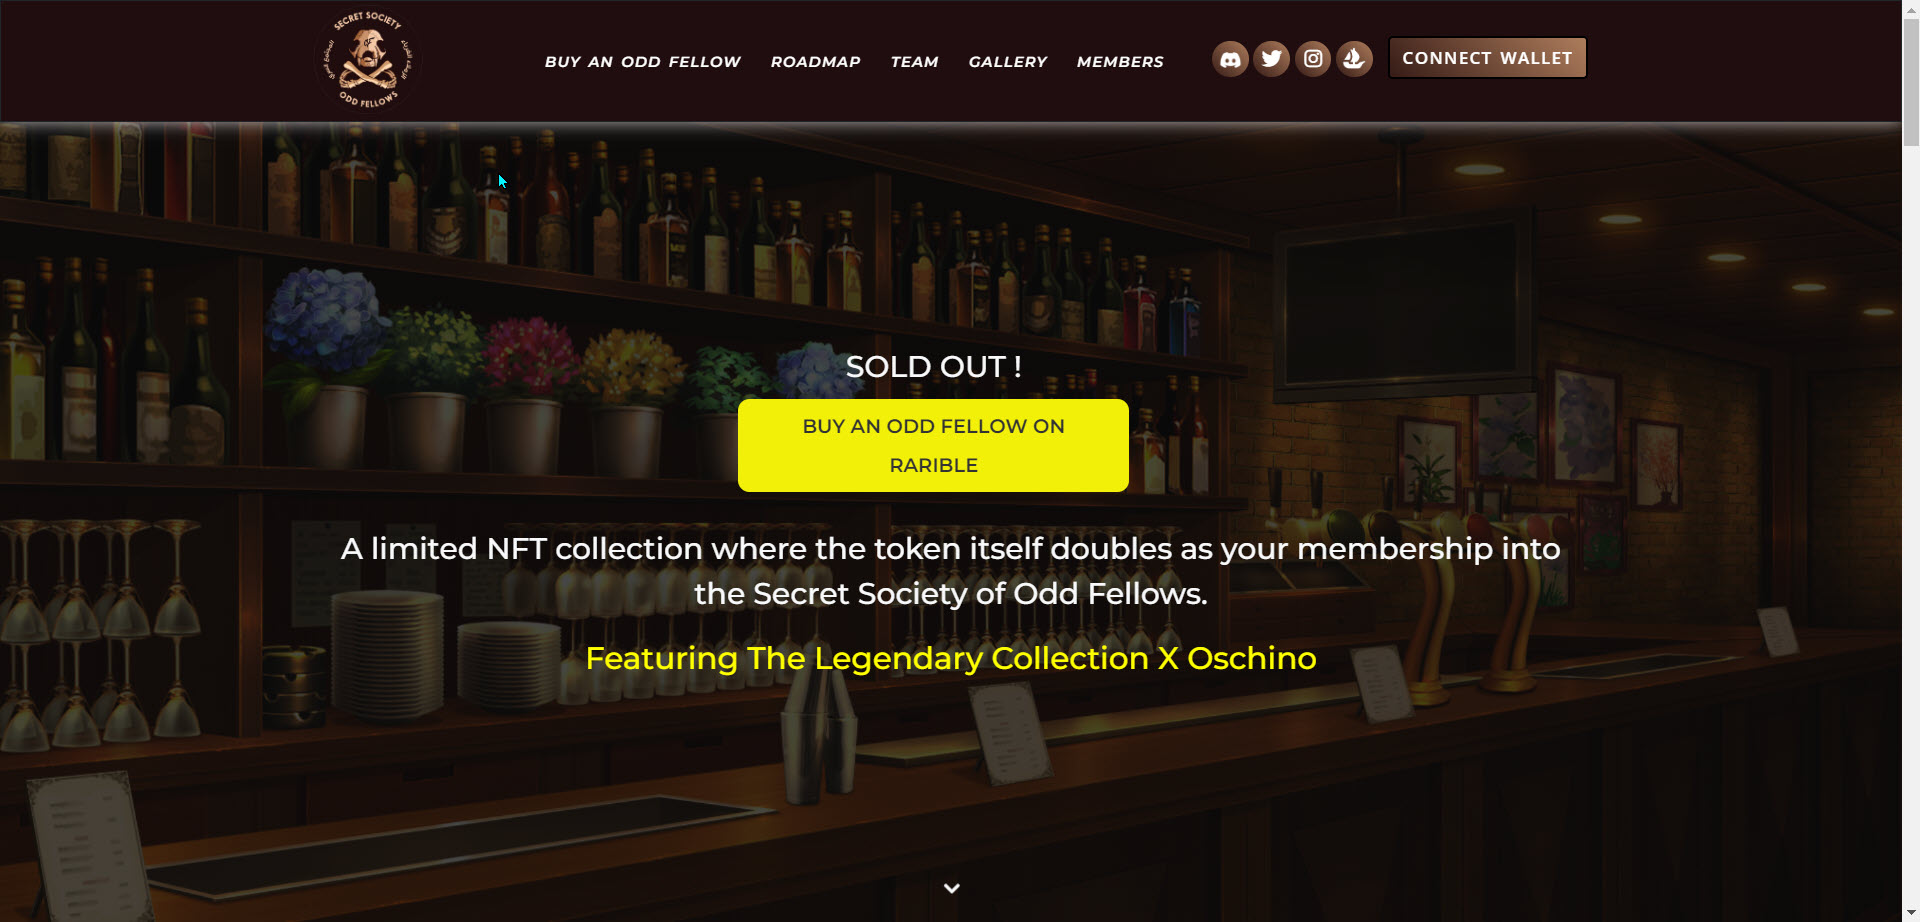 SECRET SOCIETY
ODD FELLOWS
BUY AN ODD FELLOW
ROADMAP
TEAM
GALLERY
MEMBERS
CONNECT WALLET
SOLD OUT !
BUY AN ODD FELLOW ON
RARIBLE
A limited NFT collection where the token itself doubles as your membership into
the Secret Society of Odd Fellows.
Featuring The Legendary Collection X Oschino